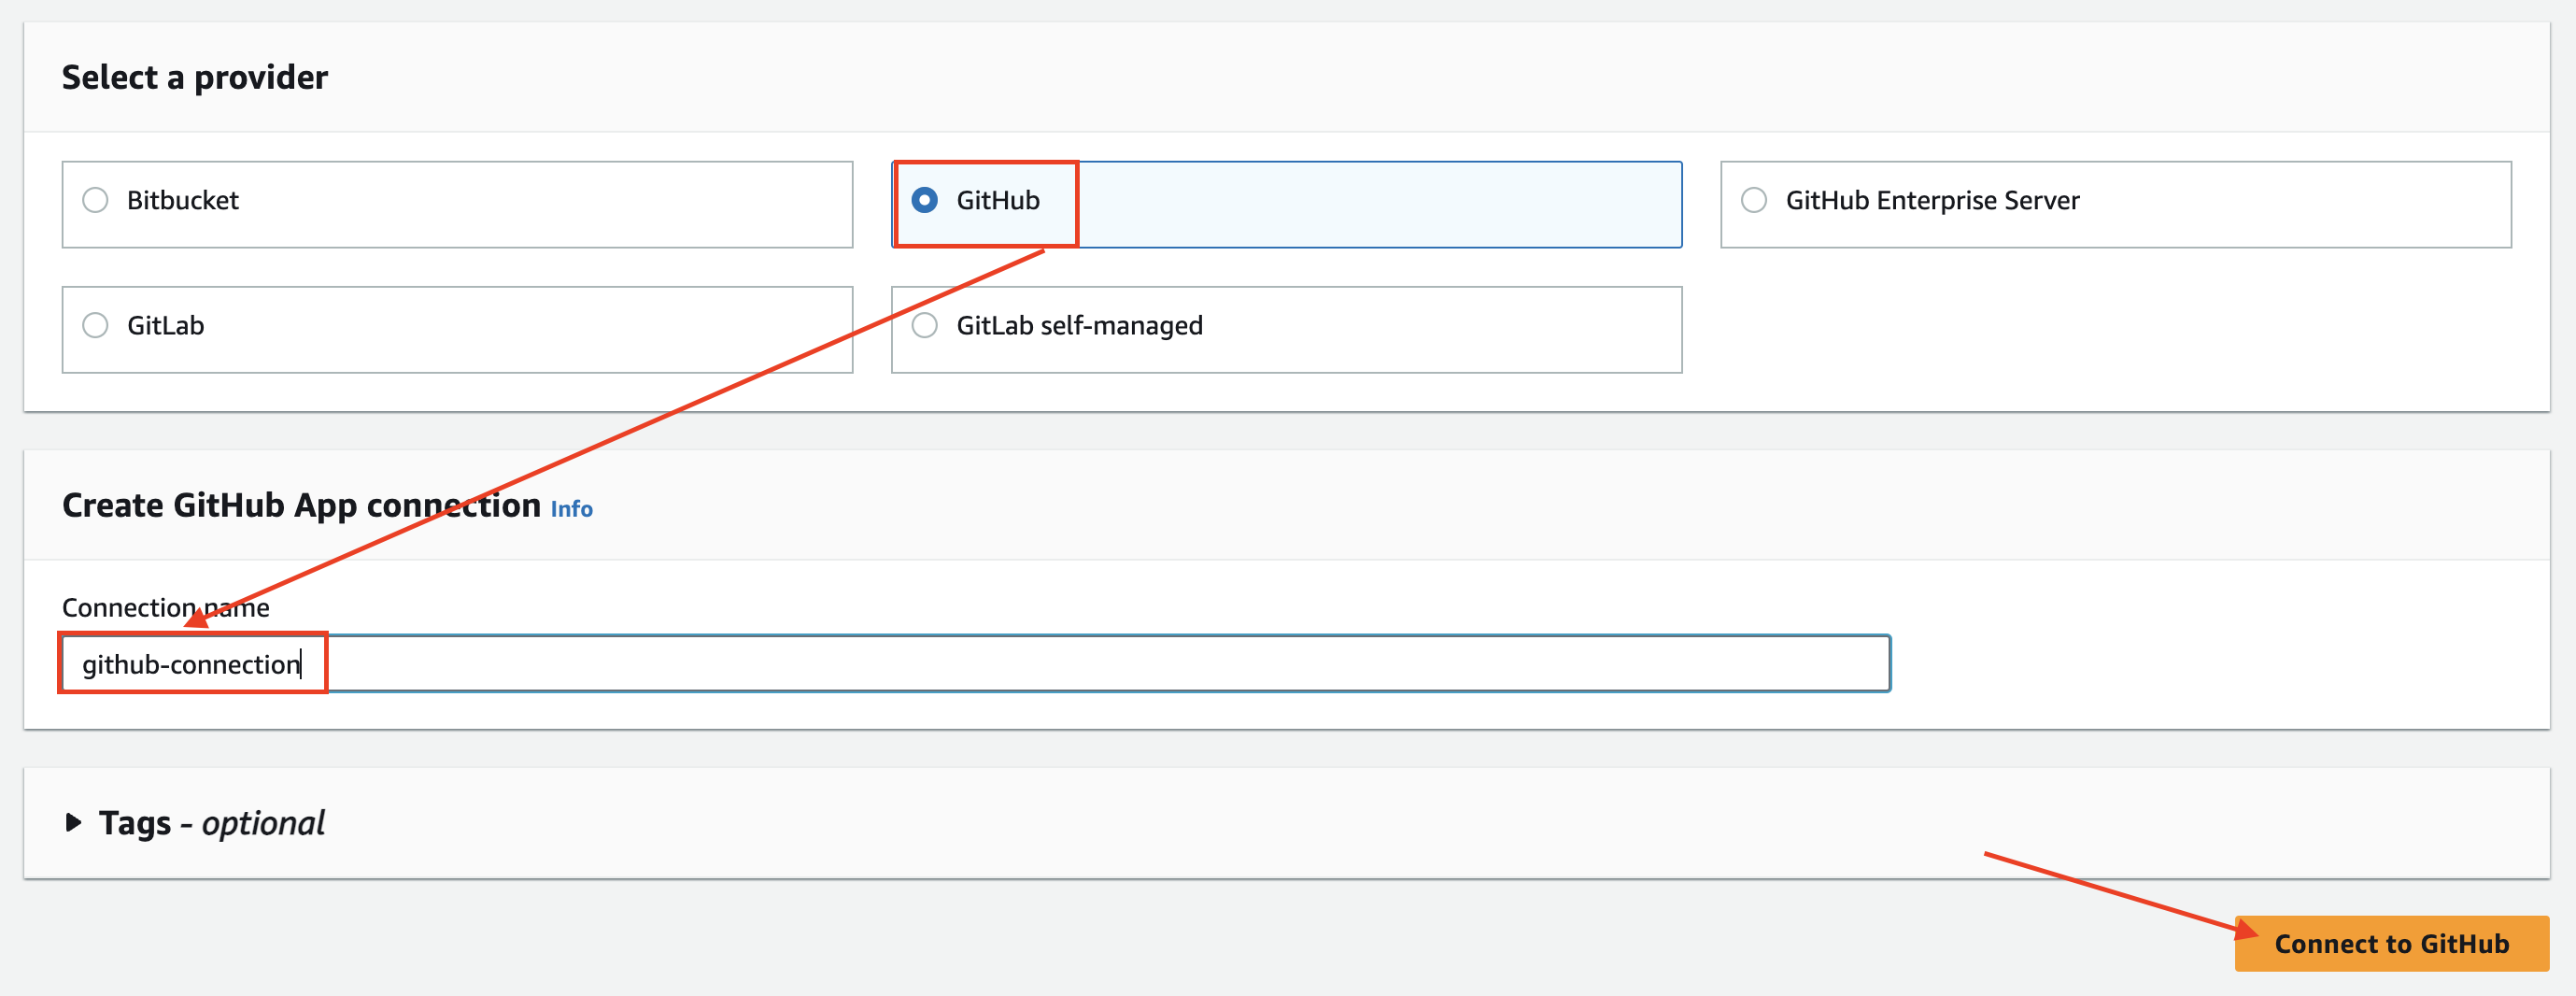 Select a provider
Bitbucket
GitHub
GitHub Enterprise Server
GitLab
GitLab self-managed
Create GitHub App connection Info
Connection name
github-connection
Tags - optional
Connect to GitHub